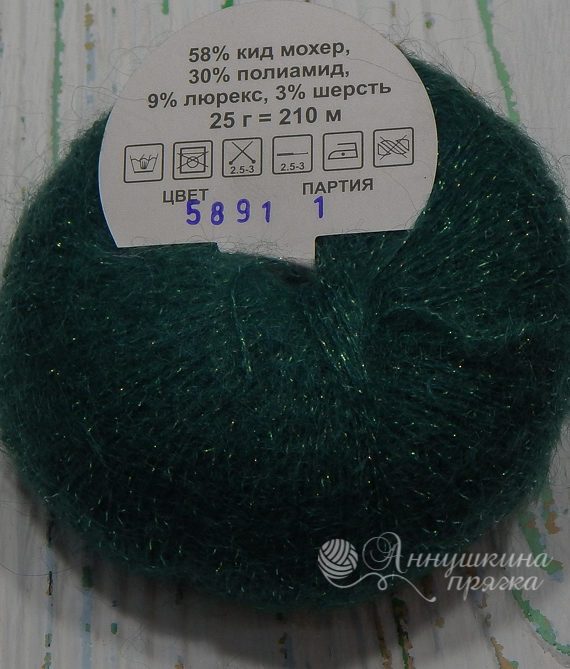 58% кид мохер,
30% полиамид,
9% люрекс, 3% шерсть
25 г = 210 м
2.5-3 2.5-3
ЦВЕТ ПАРТИЯ
5891 1
Аннушкина
пряжа